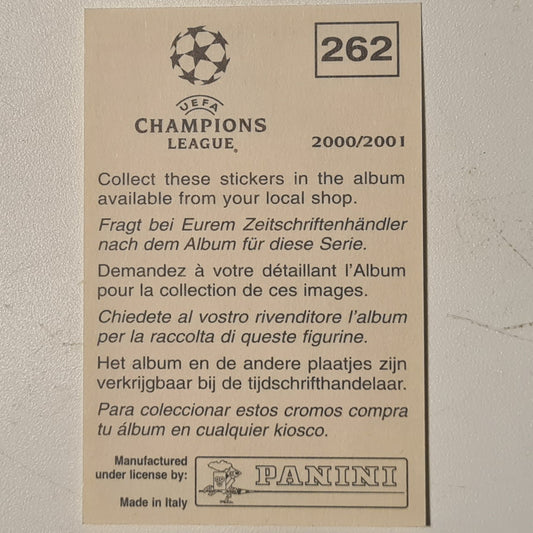 262
UEFA
CHAMPIONS
LEAGUE®
2000/2001
Collect these stickers in the album
available from your local shop.
Fragt bei Eurem Zeitschriftenhändler
nach dem Album für diese Serie.
Demandez à votre détaillant l'Album
pour la collection de ces images.
Chiedete al vostro rivenditore l'album
per la raccolta di queste figurine.
Het album en de andere plaatjes zijn
verkrijgbaar bij de tijdschrifthandelaar.
Para coleccionar estos cromos compra
tu álbum en cualquier kiosco.
Manufactured
under license by:
PANINI
Made in Italy